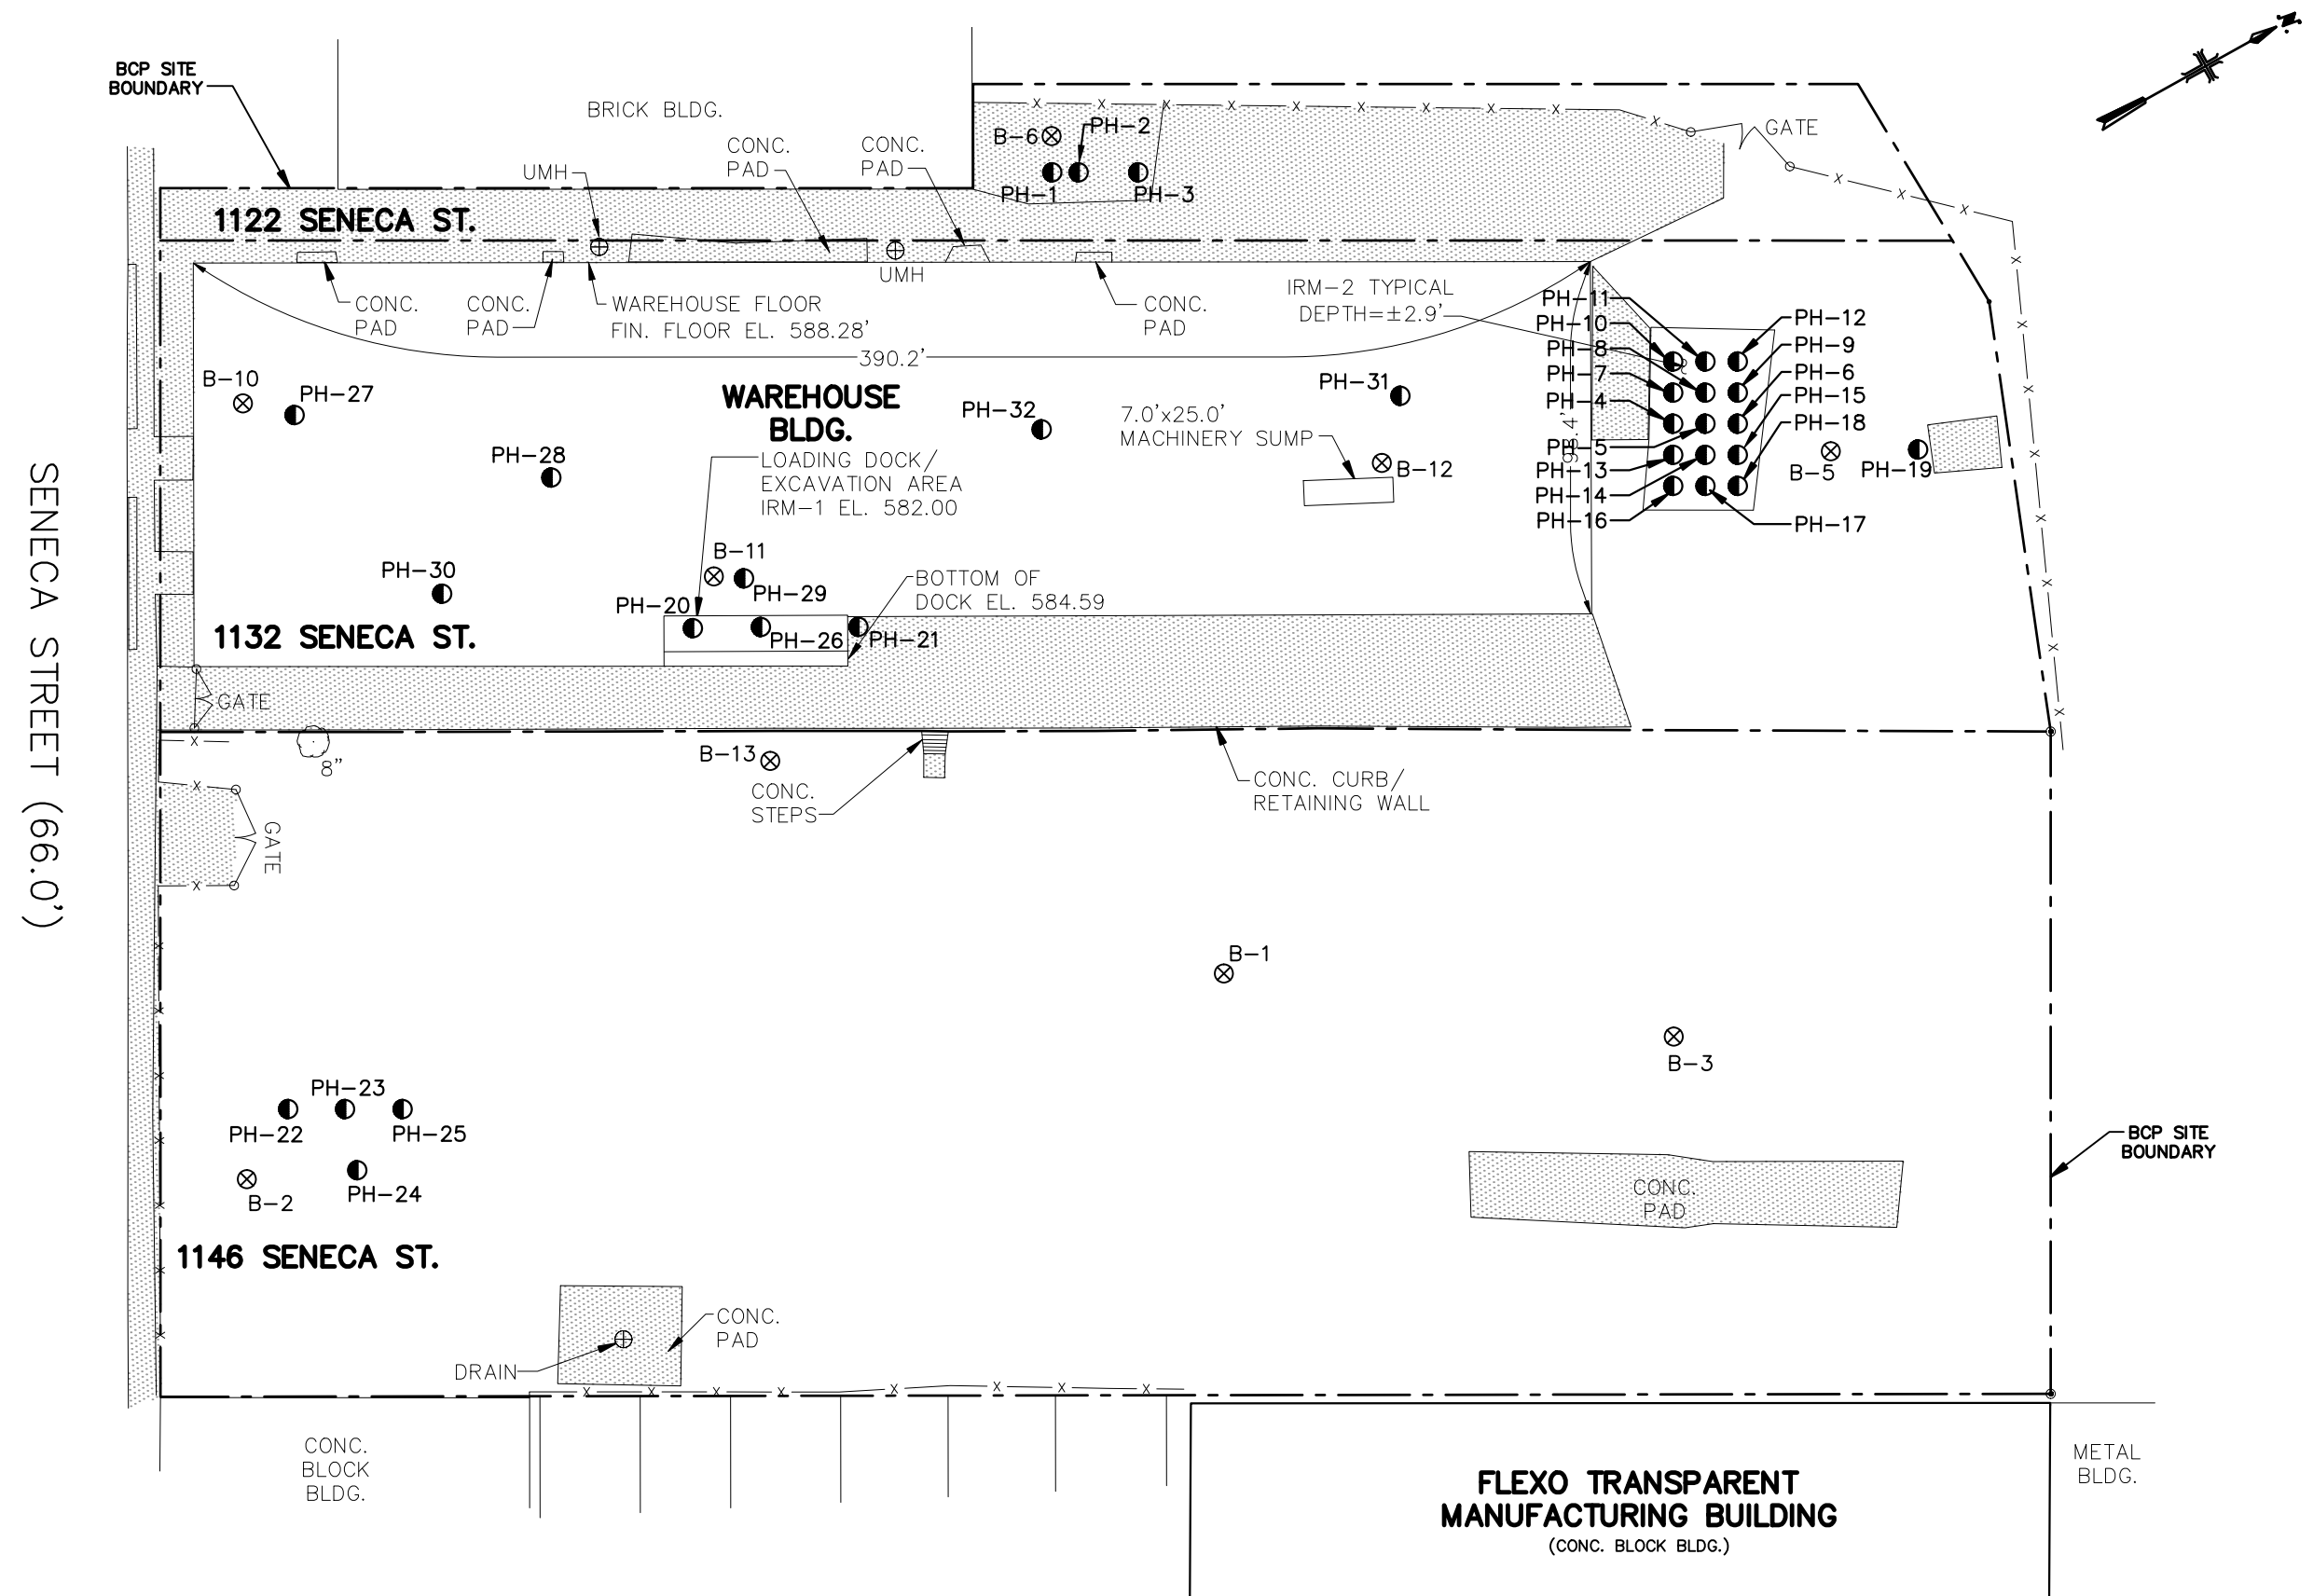 N.
BCP SITE
BOUNDARY
BRICK BLDG.
CONC.
PAD
CONC.
PAD
UMH
B-6
PH-2
PH-1
PH-3
GATE
1122 SENECA ST.
UMH
CONC.
PAD
CONC.
PAD
WAREHOUSE FLOOR
FIN. FLOOR EL. 588.28'
CONC.
PAD
IRM-2 TYPICAL
DEPTH=±2.9'
390.2'
PH-11
PH-10
PH-8
PH-7
PH-4
PH-5
PH-13
PH-14
PH-16
PH-12
PH-9
PH-6
PH-15
PH-18
PH-17
B-5
PH-19
B-10
PH-27
WAREHOUSE
BLDG.
PH-32
PH-31
7.0'x25.0'
MACHINERY SUMP
B-12
PH-28
LOADING DOCK/
EXCAVATION AREA
IRM-1 EL. 582.00
B-11
PH-29
PH-30
PH-20
PH-26
PH-21
BOTTOM OF
DOCK EL. 584.59
1132 SENECA ST.
SENECA STREET (66.0')
GATE
8"
B-13
CONC.
STEPS
CONC. CURB/
RETAINING WALL
GATE
B-1
B-3
PH-23
PH-22
PH-25
B-2
PH-24
BCP SITE
BOUNDARY
CONC.
PAD
1146 SENECA ST.
CONC.
PAD
DRAIN
CONC.
BLOCK
BLDG.
FLEXO TRANSPARENT
MANUFACTURING BUILDING
(CONC. BLOCK BLDG.)
METAL
BLDG.